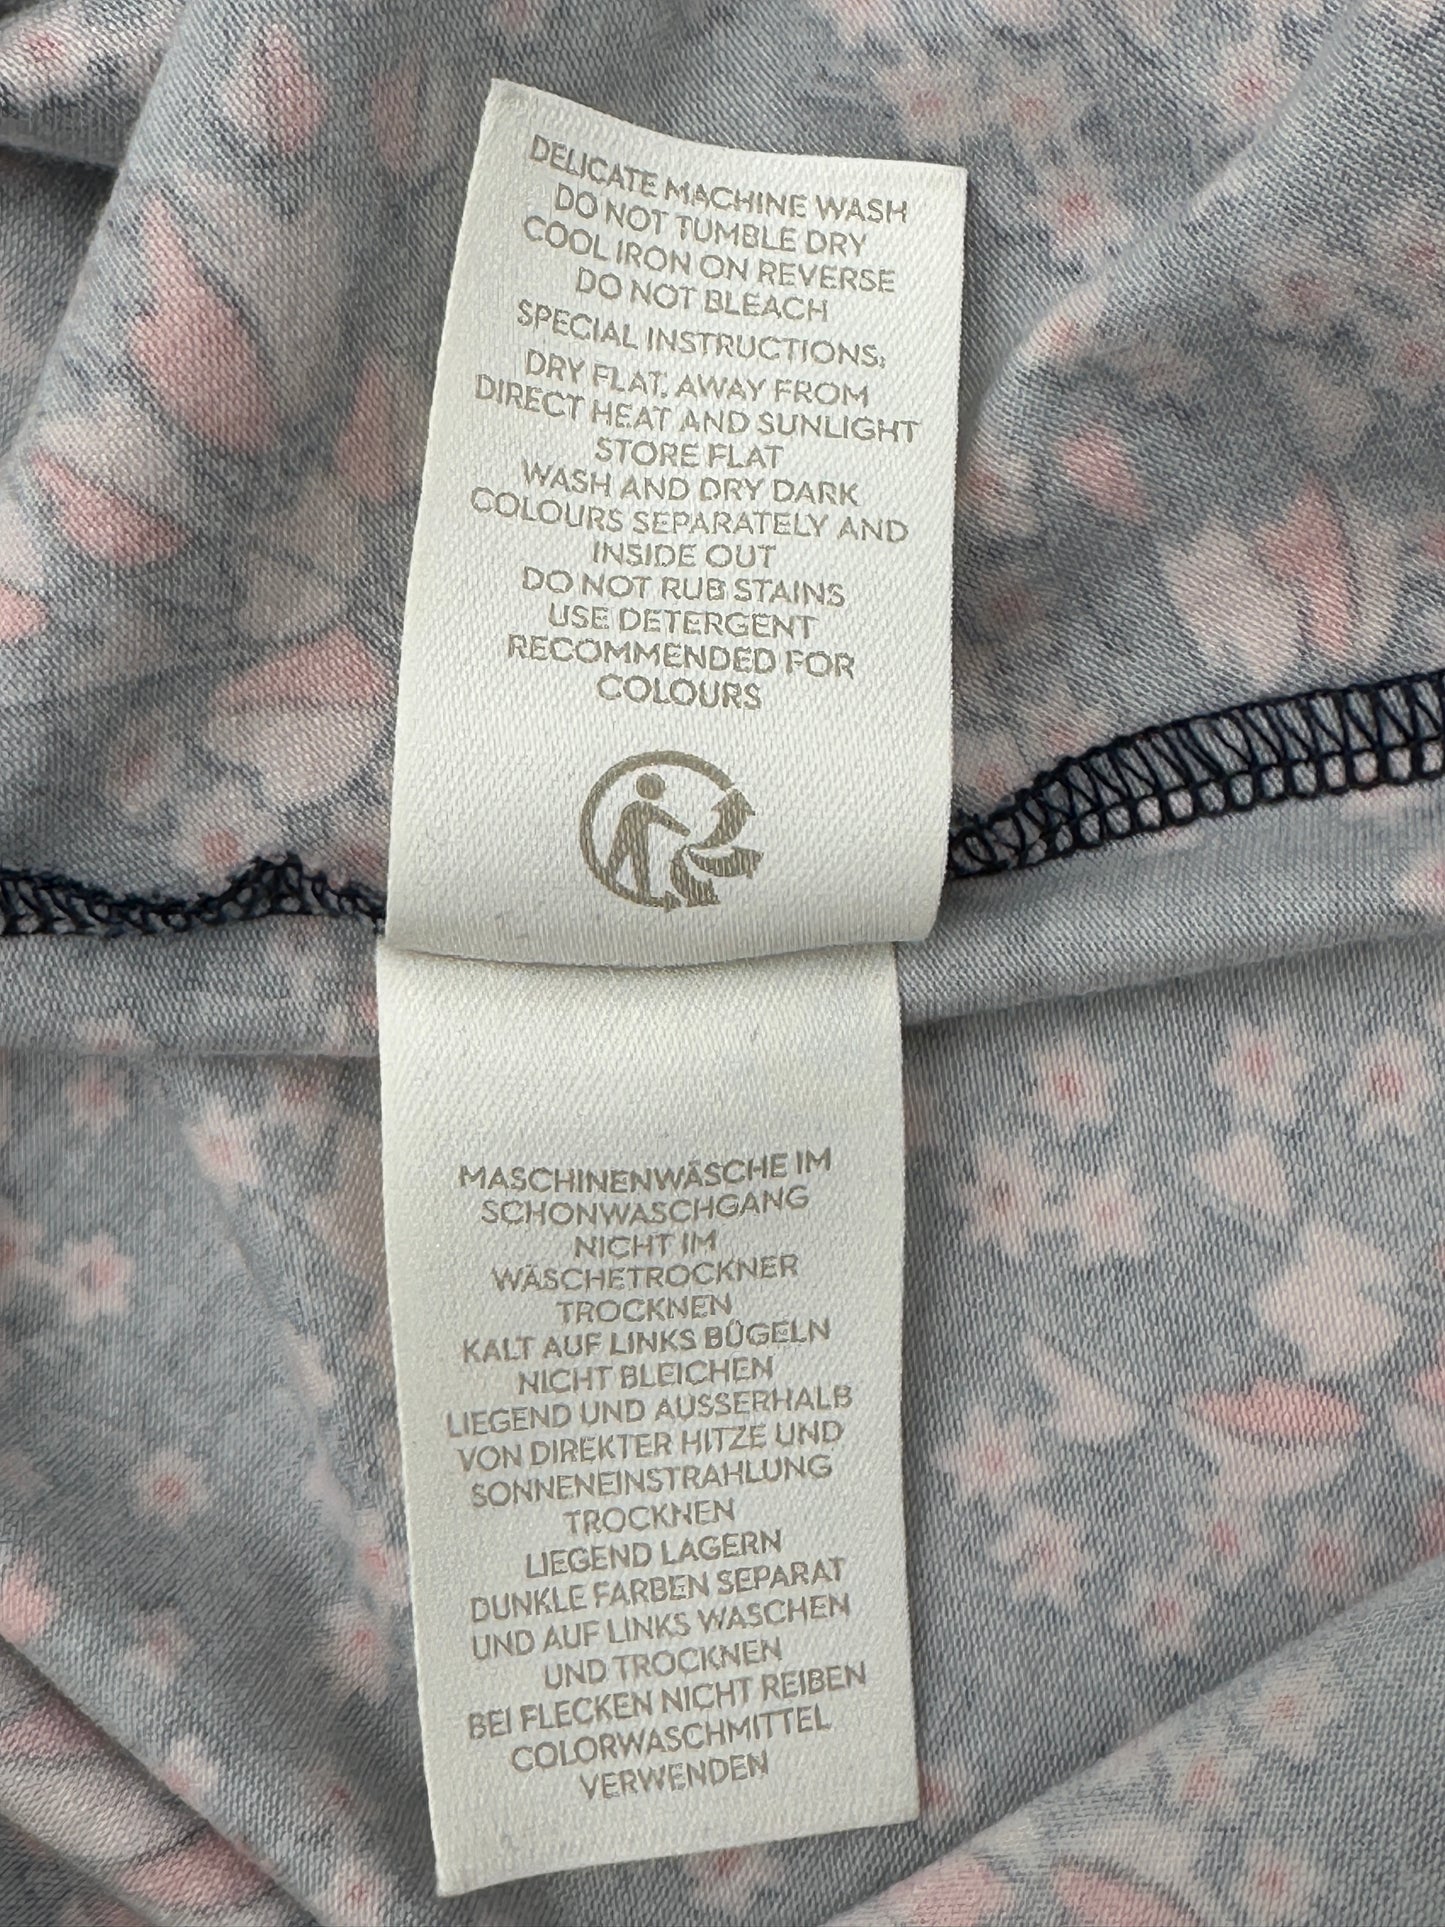 DELICATE MACHINE WASH
DO NOT TUMBLE DRY
COOL IRON ON REVERSE
DO NOT BLEACH
SPECIAL INSTRUCTIONS:
DRY FLAT, AWAY FROM
DIRECT HEAT AND SUNLIGHT
STORE FLAT
WASH AND DRY DARK
COLOURS SEPARATELY AND
INSIDE OUT
DO NOT RUB STAINS
USE DETERGENT
RECOMMENDED FOR
COLOURS
MASCHINENWÄSCHE IM
SCHONWASCHGANG
NICHT IM
WÄSCHETROCKNER
TROCKNEN
KALT AUF LINKS BÜGELN
NICHT BLEICHEN
LIEGEND UND AUSSERHALB
VON DIREKTER HITZE UND
SONNENEINSTRAHLUNG
TROCKNEN
LIEGEND LAGERN
DUNKLE FARBEN SEPARAT
UND AUF LINKS WASCHEN
UND TROCKNEN
BEI FLECKEN NICHT REIBEN
COLORWASCHMITTEL
VERWENDEN